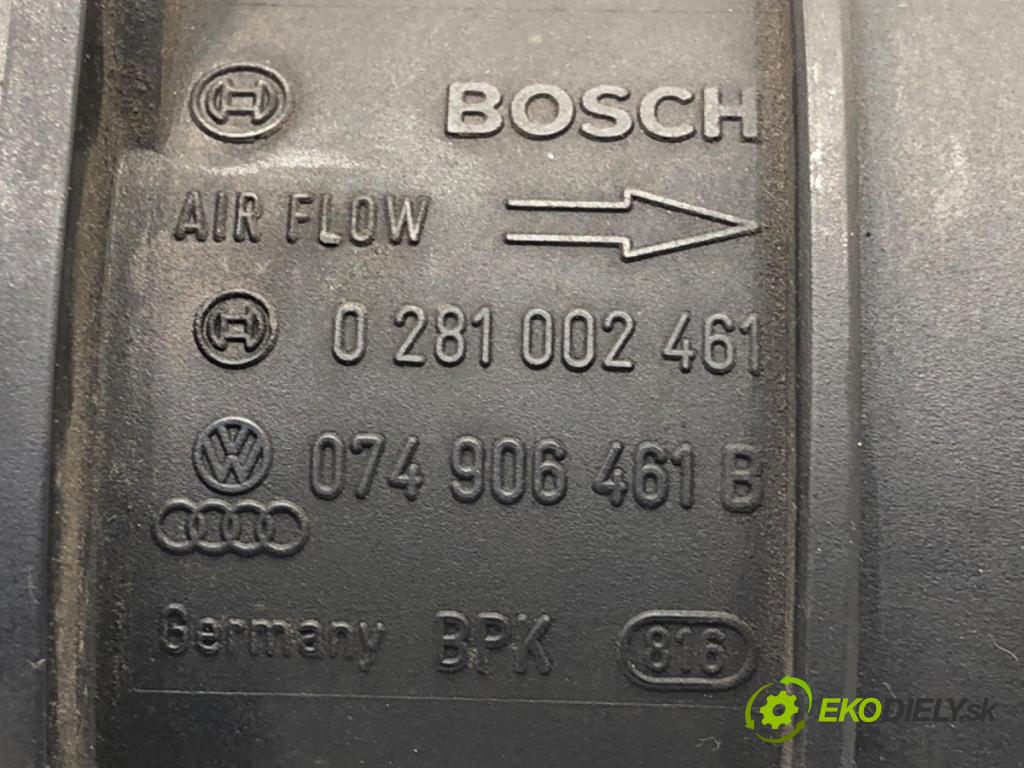 BOSCH
AIR FLOW
0 281 002 461
074 906 461 B
Germany BPK 816
EKODIELY.sk